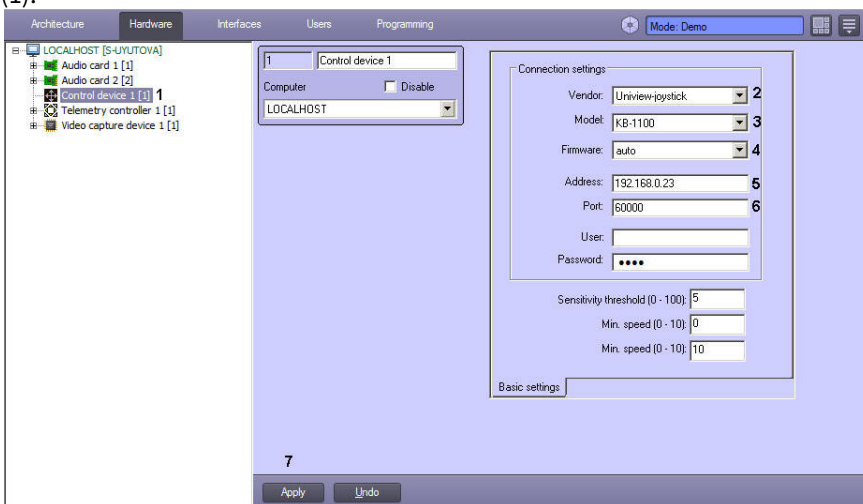 (1).
Architecture Hardware Interfaces Users Programming Mode: Demo
LOCALHOST [S-UYUTOVA]
Audio card 1 [1]
Audio card 2 [2]
Control device 1 [1] 1
Telemetry controller 1 [1]
Video capture device 1 [1]
1 Control device 1
Computer Disable
LOCALHOST
Connection settings
Vendor: Uniview-joystick 2
Model: KB-1100 3
Firmware: auto 4
Address: 192.168.0.23 5
Port: 60000 6
User:
Password: ••••
Sensitivity threshold (0 - 100): 5
Min. speed (0 - 10): 0
Min. speed (0 - 10): 10
Basic settings
7
Apply Undo